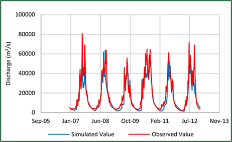 Discharge (m³/s)
100000
80000
60000
40000
20000
0
Sep-05 Jan-07 Jun-08 Oct-09 Feb-11 Jul-12 Nov-13
Simulated Value Observed Value